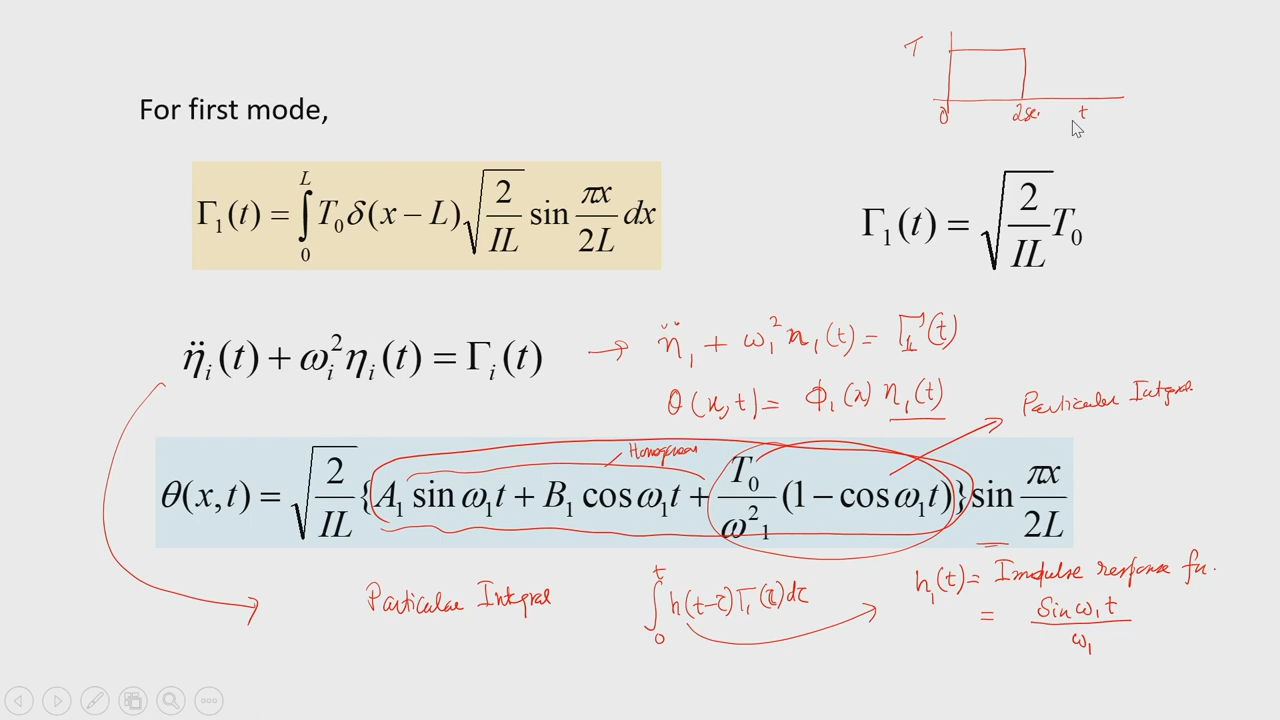 T
0 2sec. t
For first mode,
Γ₁(t) = ∫₀ᴸ T₀δ(x − L)√(2/IL) sin(πx/2L) dx
Γ₁(t) = √(2/IL) T₀
η̈ᵢ(t) + ωᵢ²ηᵢ(t) = Γᵢ(t) → η̈₁ + ω₁²η₁(t) = Γ₁(t)
θ(x,t) = ϕ₁(x) η₁(t)
Particular Integral
Homogeneous
θ(x,t) = √(2/IL) {A₁ sin ω₁t + B₁ cos ω₁t + T₀/ω²₁ (1 − cos ω₁t)} sin πx/2L
Particular Integral ∫₀ᵗ h(t-τ) Γ₁(τ) dτ
h₁(t) = Impulse response fn.
= Sin ω₁t / ω₁